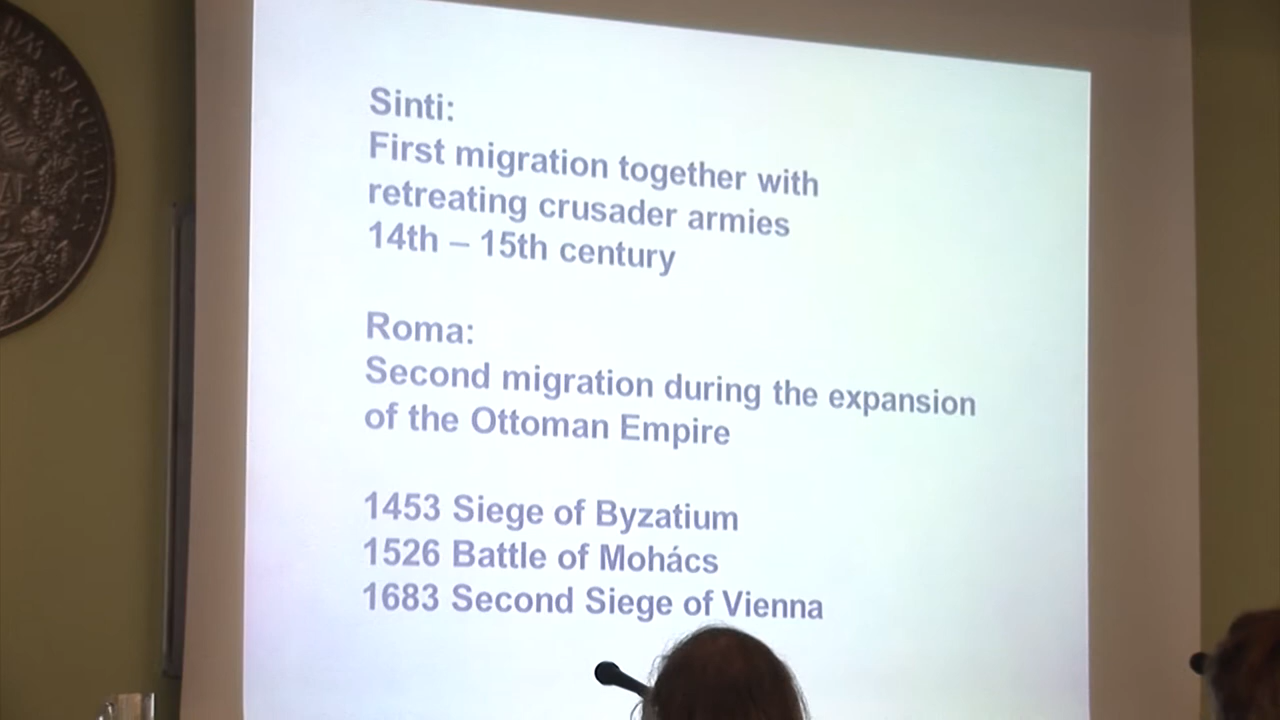 Sinti:
First migration together with
retreating crusader armies
14th – 15th century
Roma:
Second migration during the expansion
of the Ottoman Empire
1453 Siege of Byzatium
1526 Battle of Mohács
1683 Second Siege of Vienna